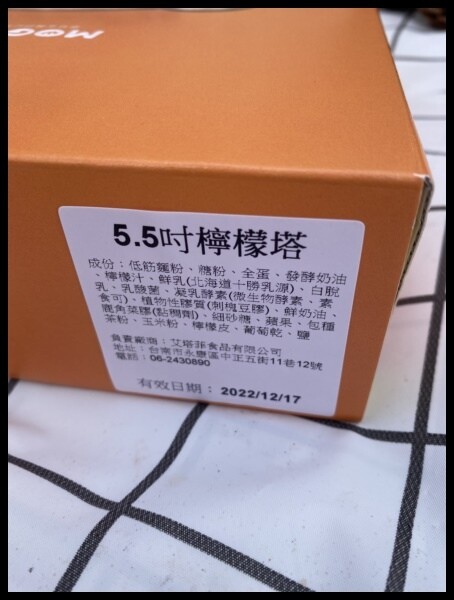 MOG
5.5吋檸檬塔
成份：低筋麵粉、糖粉、全蛋、發酵奶油
、檸檬汁、鮮乳(北海道十勝乳源)、白脫
乳、乳酸菌、凝乳酵素(微生物酵素、素
食可)、植物性膠質(刺槐豆膠)、鮮奶油、
鹿角菜膠(黏稠劑)、細砂糖、蘋果、包種
茶粉、玉米粉、檸檬皮、葡萄乾、鹽
負責廠商：艾塔菲食品有限公司
地址：台南市永康區中正五街11巷12號
電話：06-2430890
有效日期：2022/12/17